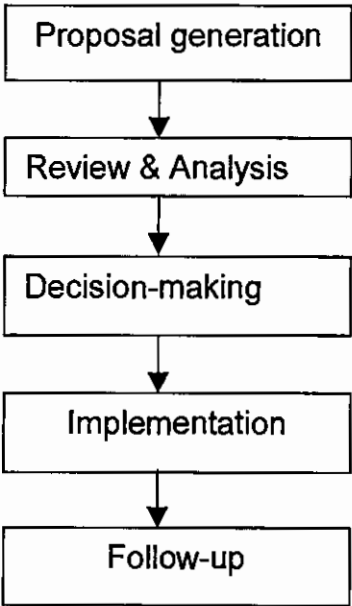 Proposal generation
Review & Analysis
Decision-making
Implementation
Follow-up